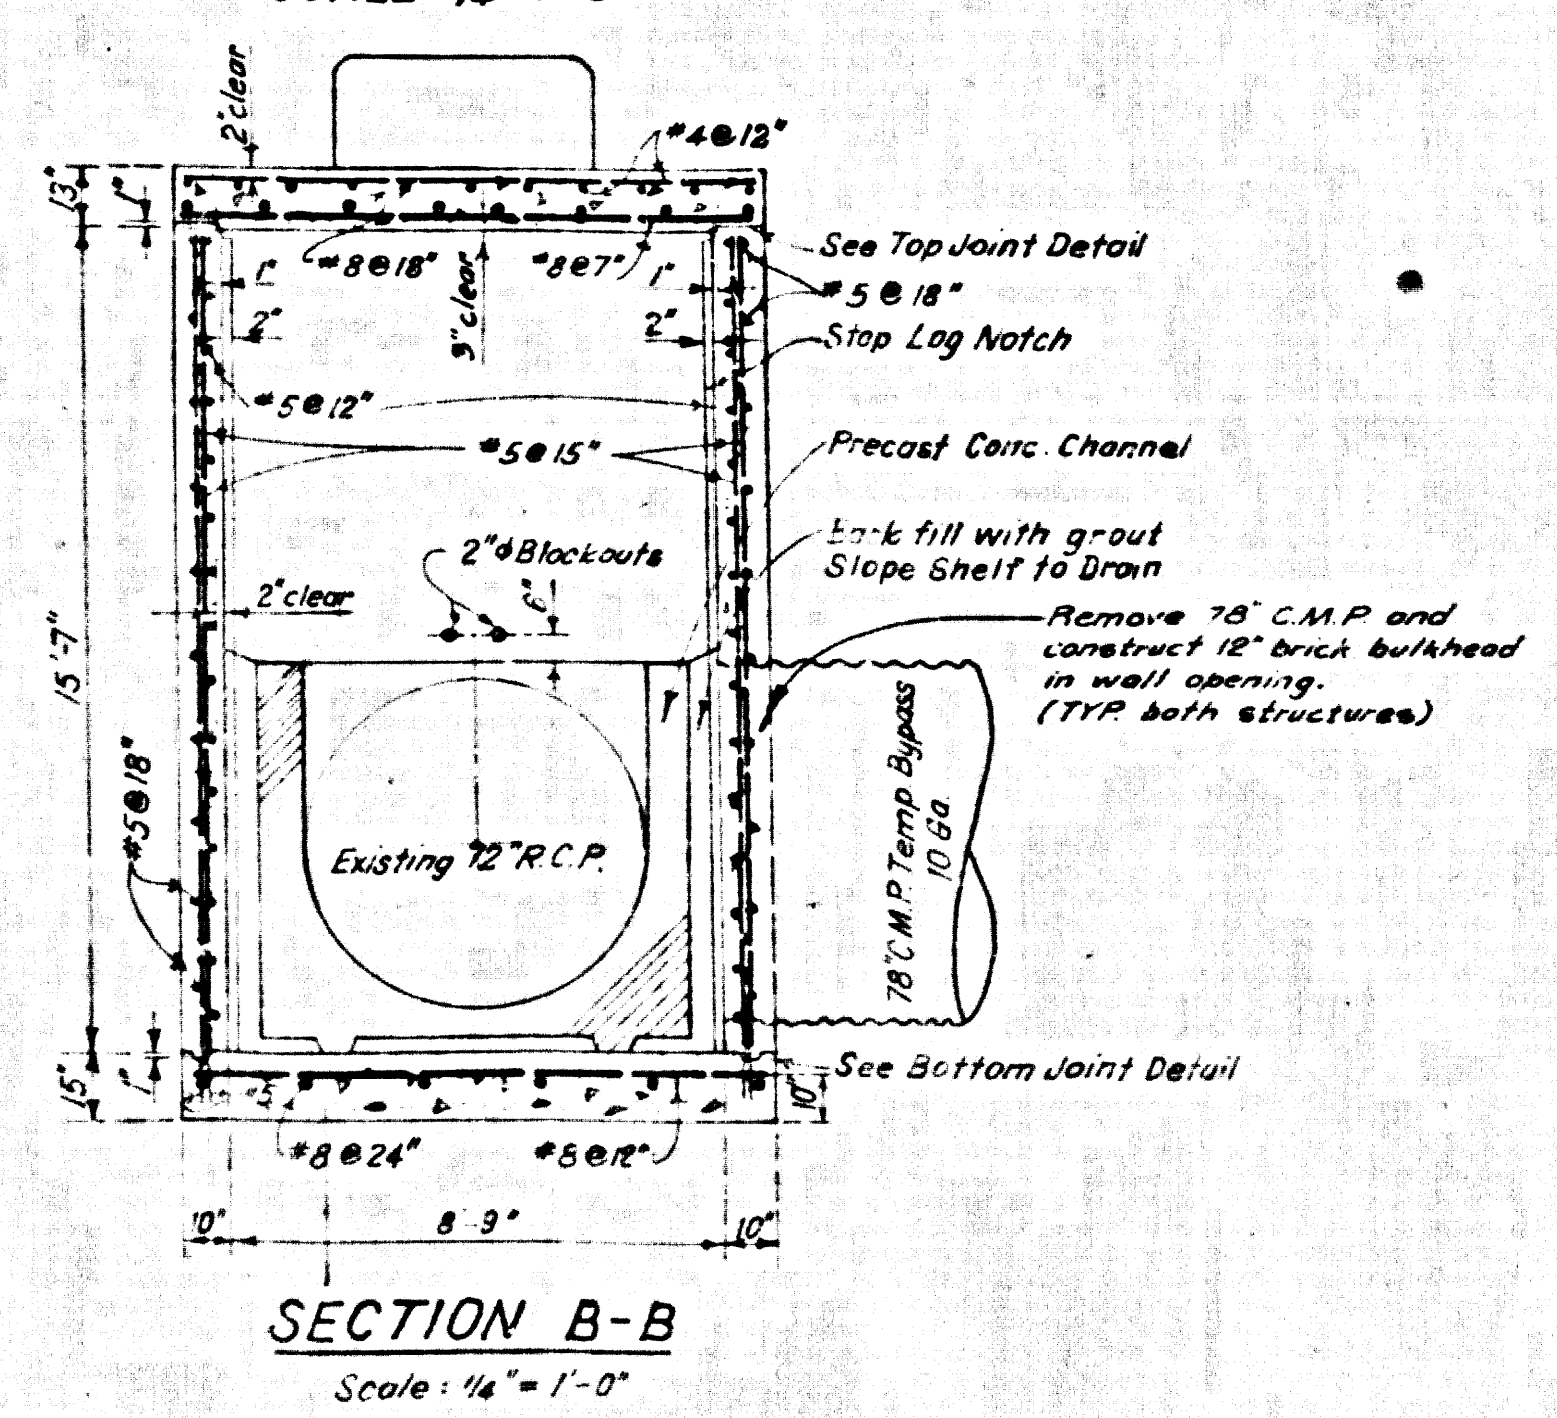 2" clear
#4@12"
13"
1"
#8@18"
#8@7"
See Top Joint Detail
1"
1"
#5@18"
2"
2"
3" clear
Stop Log Notch
#5@12"
#5@15"
Precast Conc. Channel
2"ø Blockouts
Back fill with grout
Slope Shelf to Drain
6"
2" clear
Remove 78" C.M.P. and
construct 12" brick bulkhead
in wall opening.
(TYP. both structures)
15'-7"
#5@18"
78" C.M.P. Temp Bypass
10 Ga.
Existing 72" R.C.P.
See Bottom Joint Detail
15"
1"
10"
#8@24"
#8@12"
10"
8'-9"
10"
SECTION B-B
Scale: 1/4" = 1'-0"